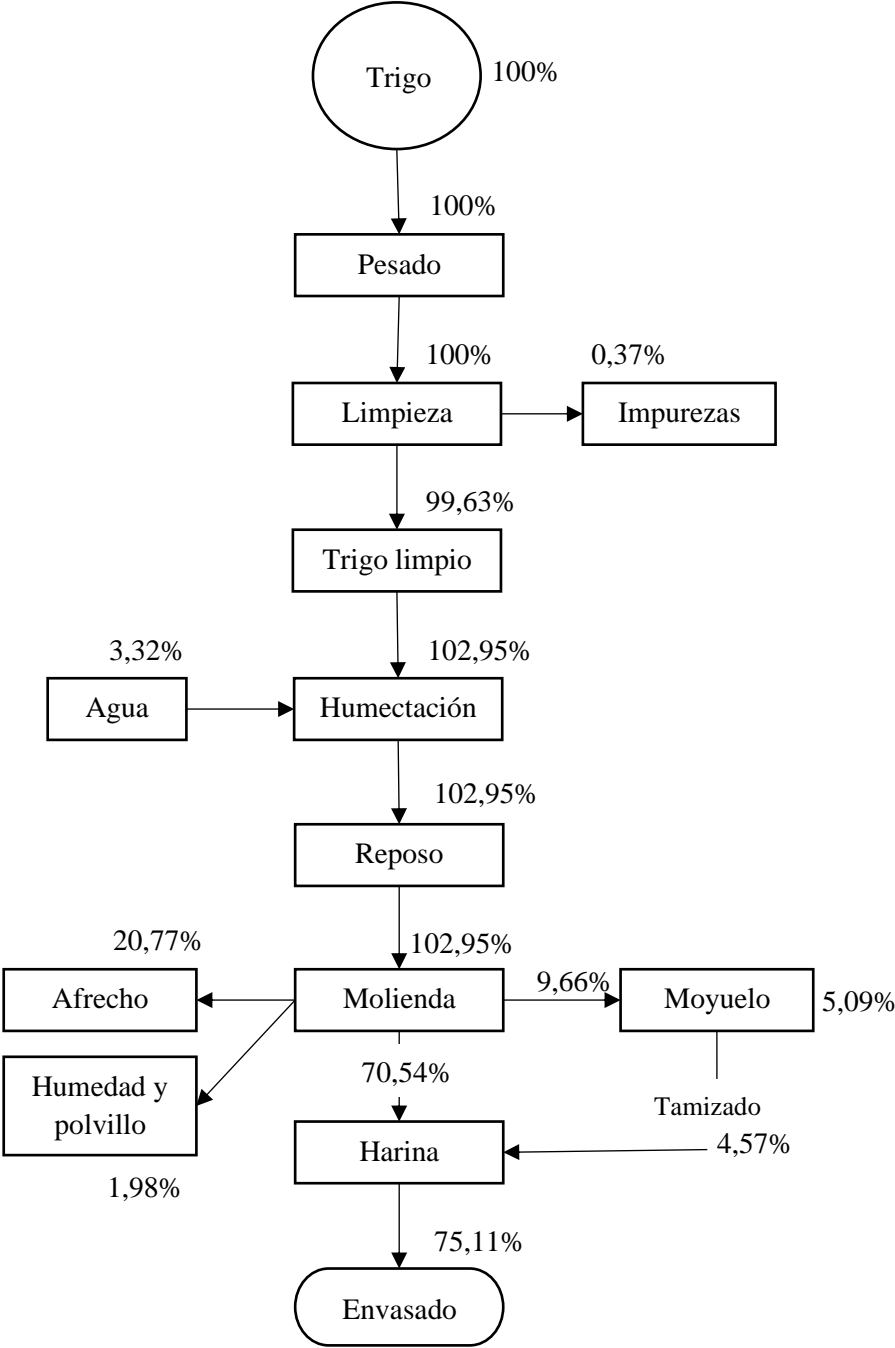 Trigo
100%
100%
Pesado
100%
0,37%
Limpieza
Impurezas
99,63%
Trigo limpio
3,32%
102,95%
Agua
Humectación
102,95%
Reposo
20,77%
102,95%
Afrecho
Molienda
9,66%
Moyuelo
5,09%
70,54%
Humedad y
polvillo
Tamizado
Harina
4,57%
1,98%
75,11%
Envasado